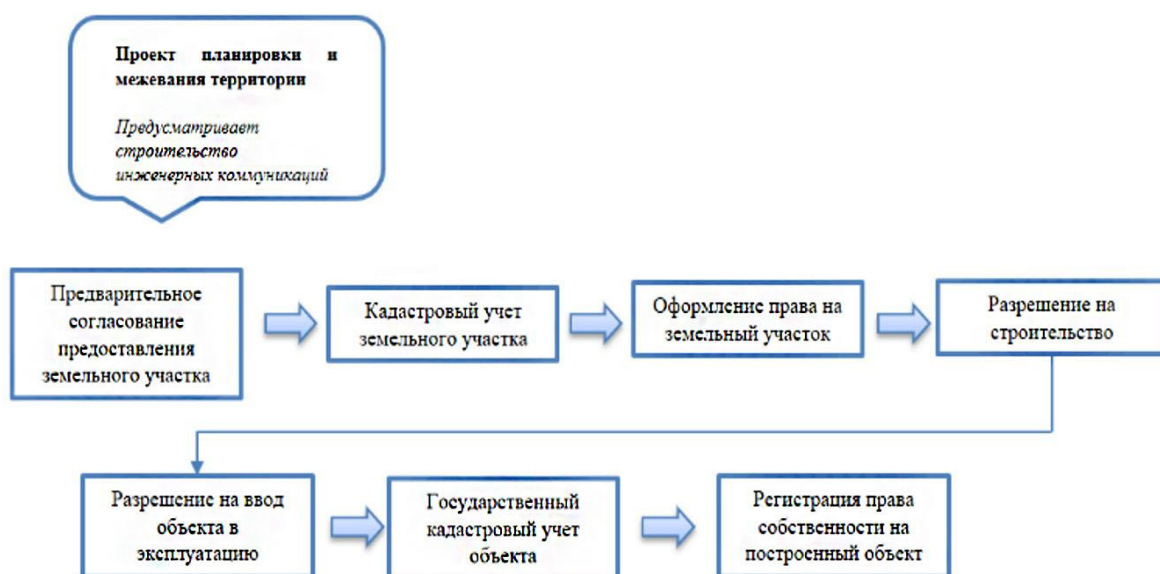 Проект планировки и
межевания территории
Предусматривает
строительство
инженерных коммуникаций
Предварительное
согласование
предоставления
земельного участка
Кадастровый учет
земельного участка
Оформление права на
земельный участок
Разрешение на
строительство
Разрешение на ввод
объекта в
эксплуатацию
Государственный
кадастровый учет
объекта
Регистрация права
собственности на
построенный объект